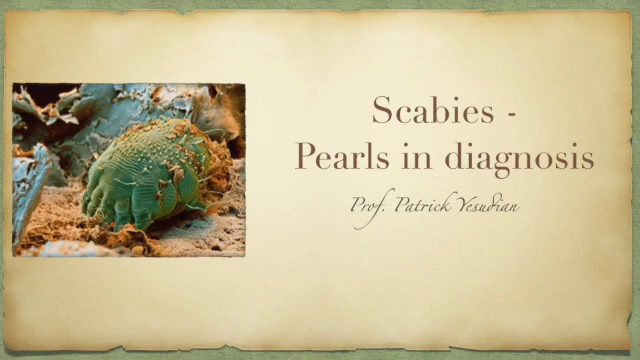 Scabies -
Pearls in diagnosis
Prof. Patrick Yesudian